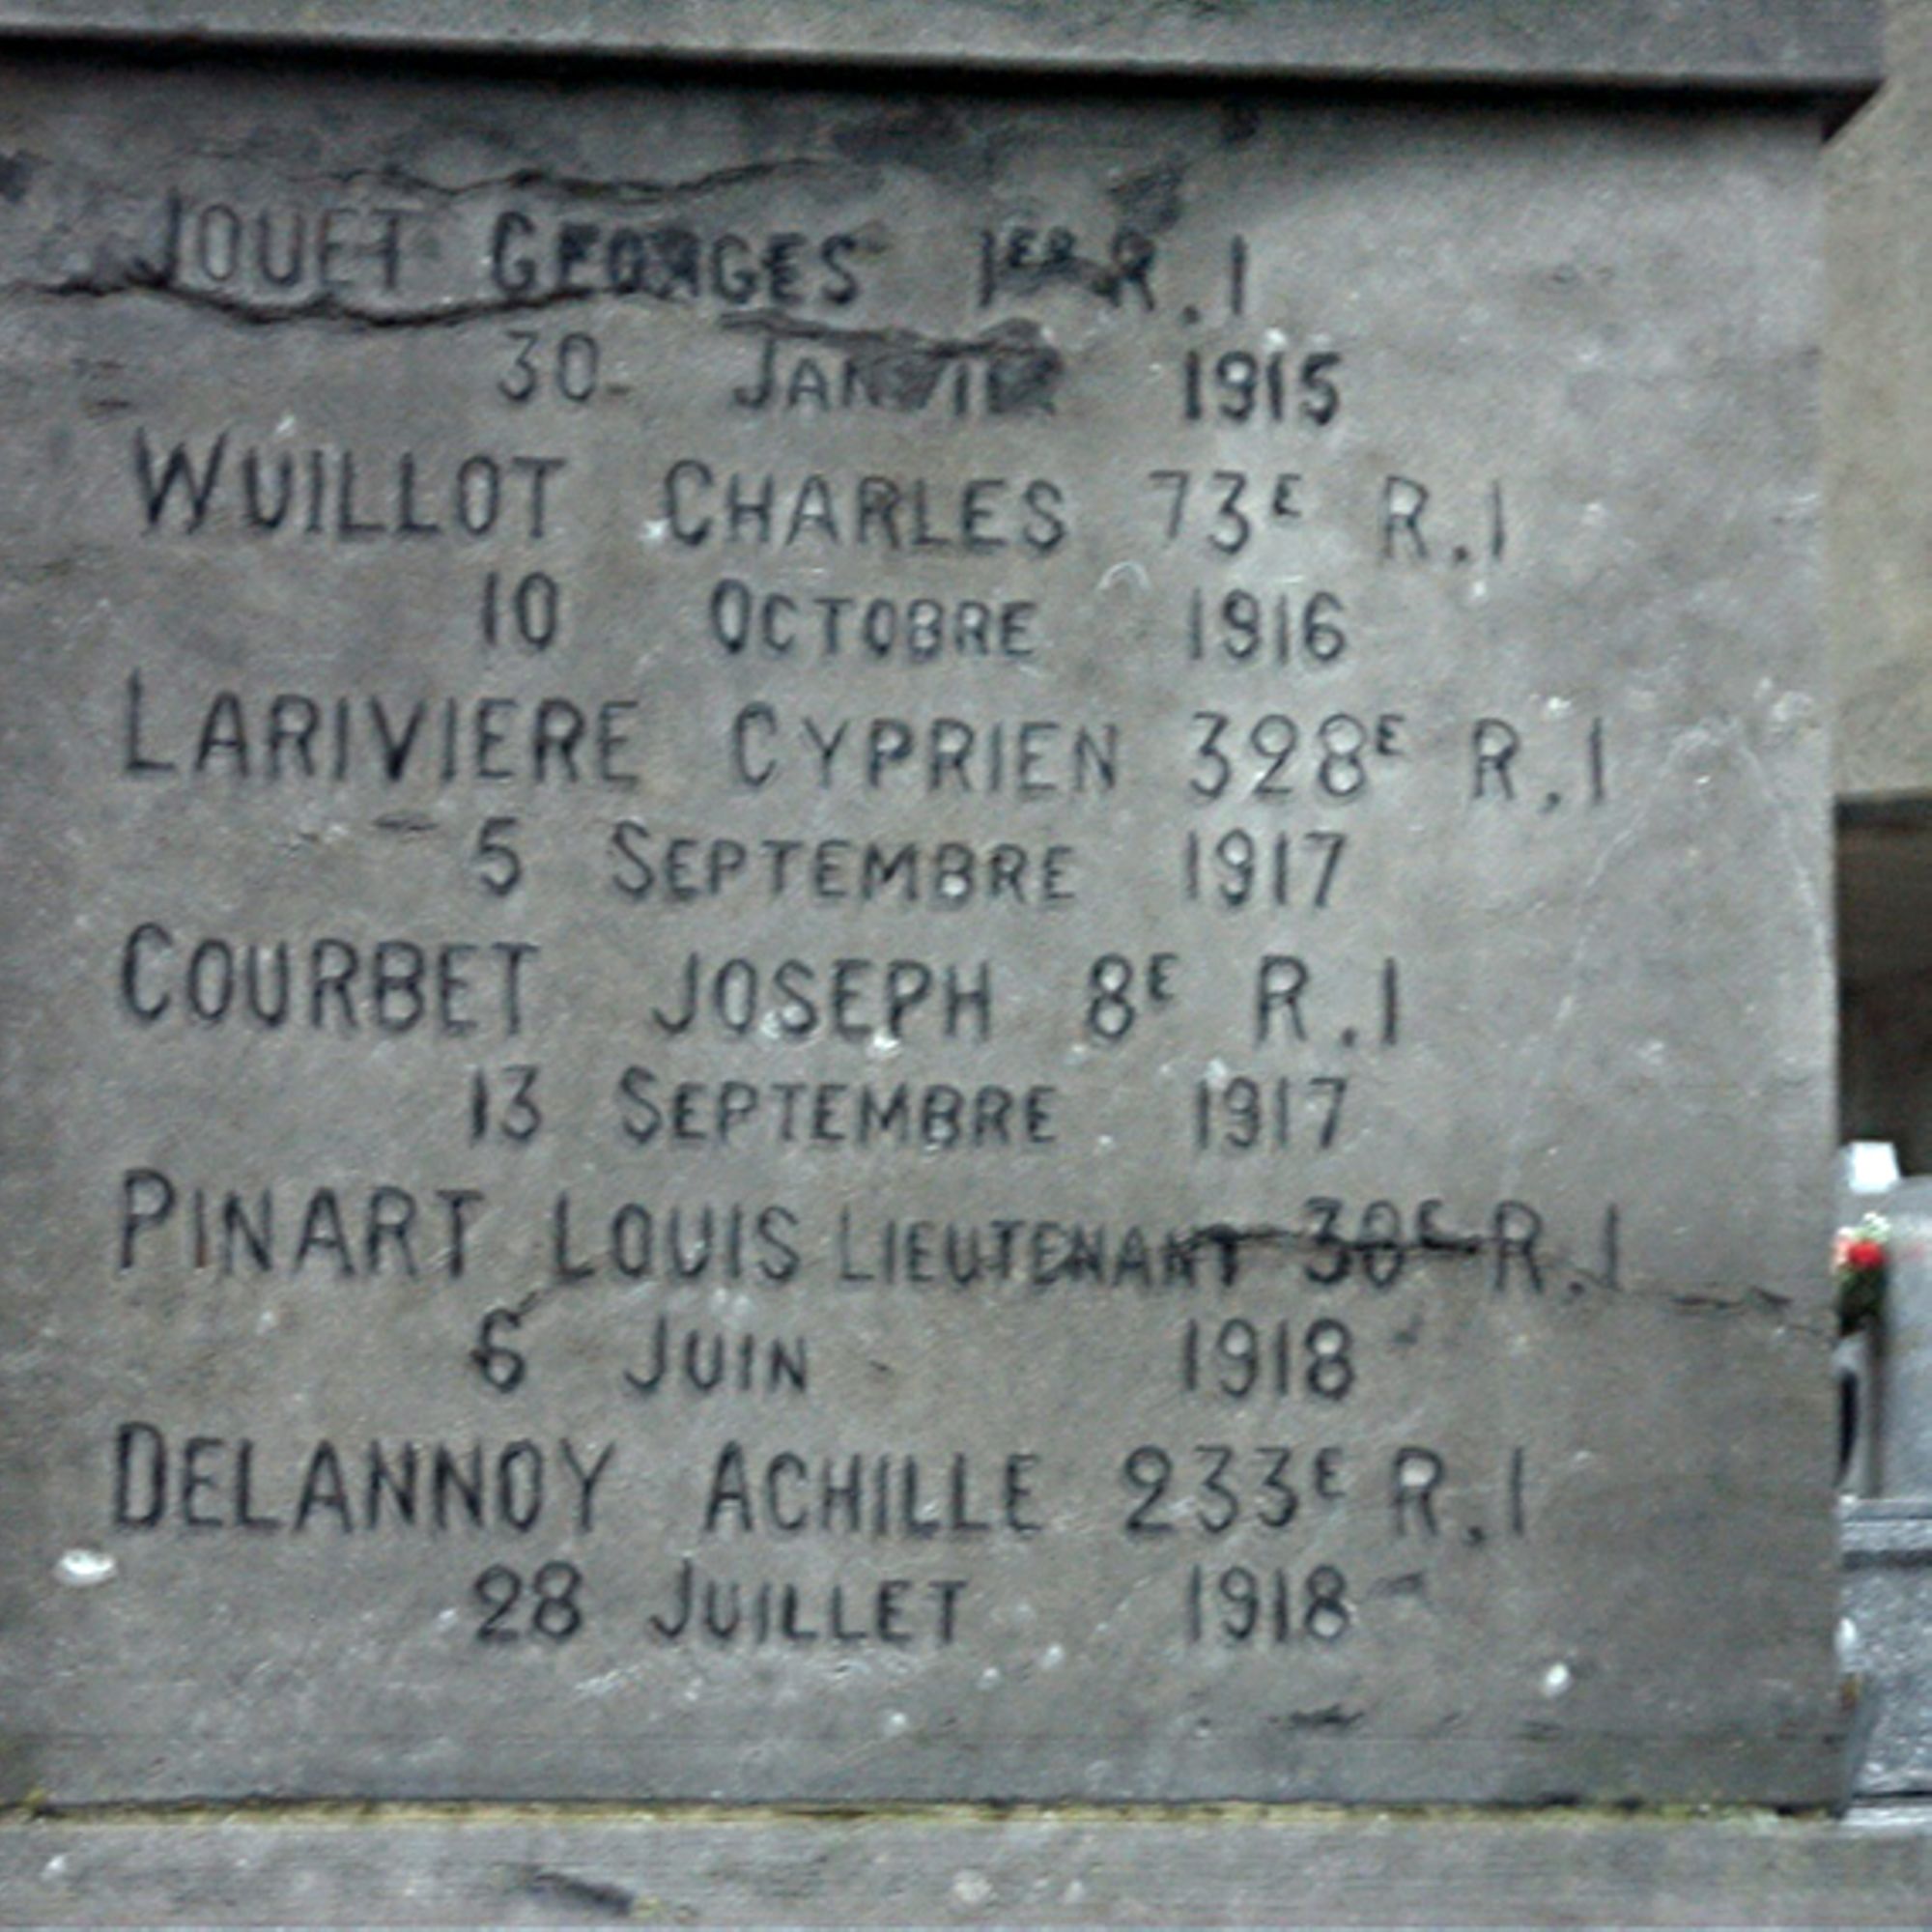 JOUET GEORGES 1ER R.I
30 JANVIER 1915
WUILLOT CHARLES 73E R.I
10 OCTOBRE 1916
LARIVIERE CYPRIEN 328E R.I
5 SEPTEMBRE 1917
COURBET JOSEPH 8E R.I
13 SEPTEMBRE 1917
PINART LOUIS LIEUTENANT 30E R.I
6 JUIN 1918
DELANNOY ACHILLE 233E R.I
28 JUILLET 1918